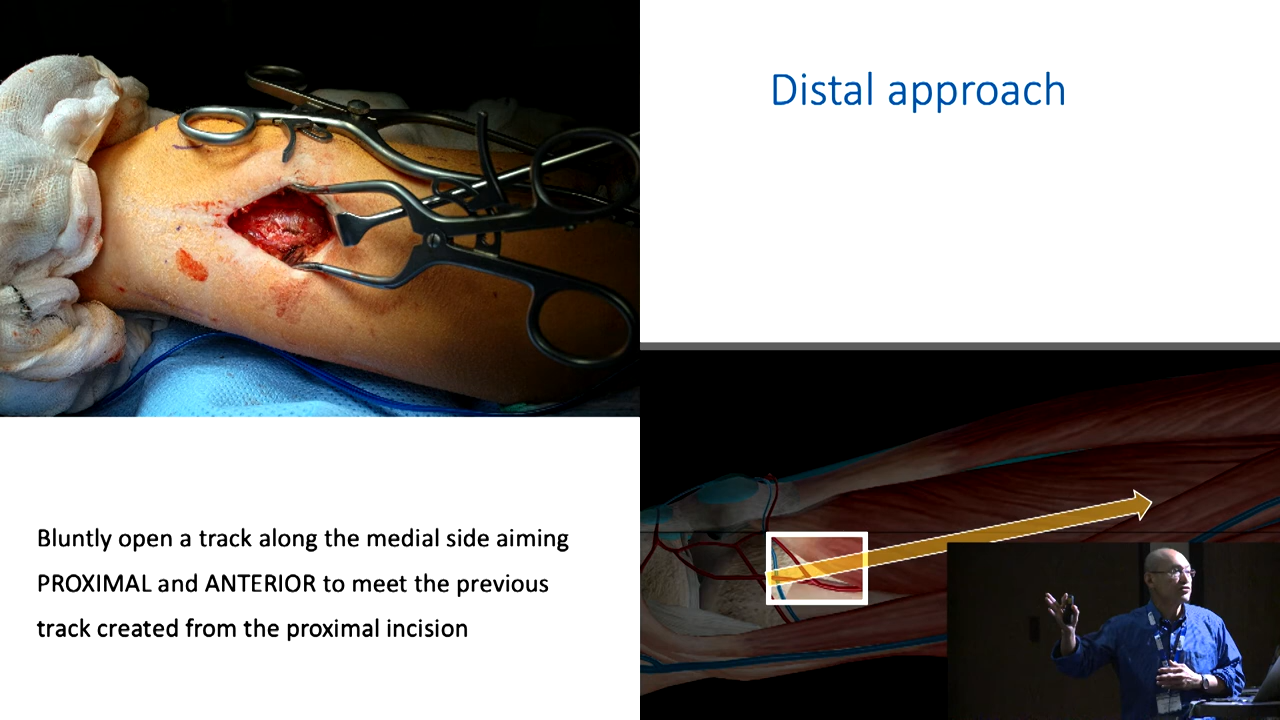 Distal approach
Bluntly open a track along the medial side aiming
PROXIMAL and ANTERIOR to meet the previous
track created from the proximal incision